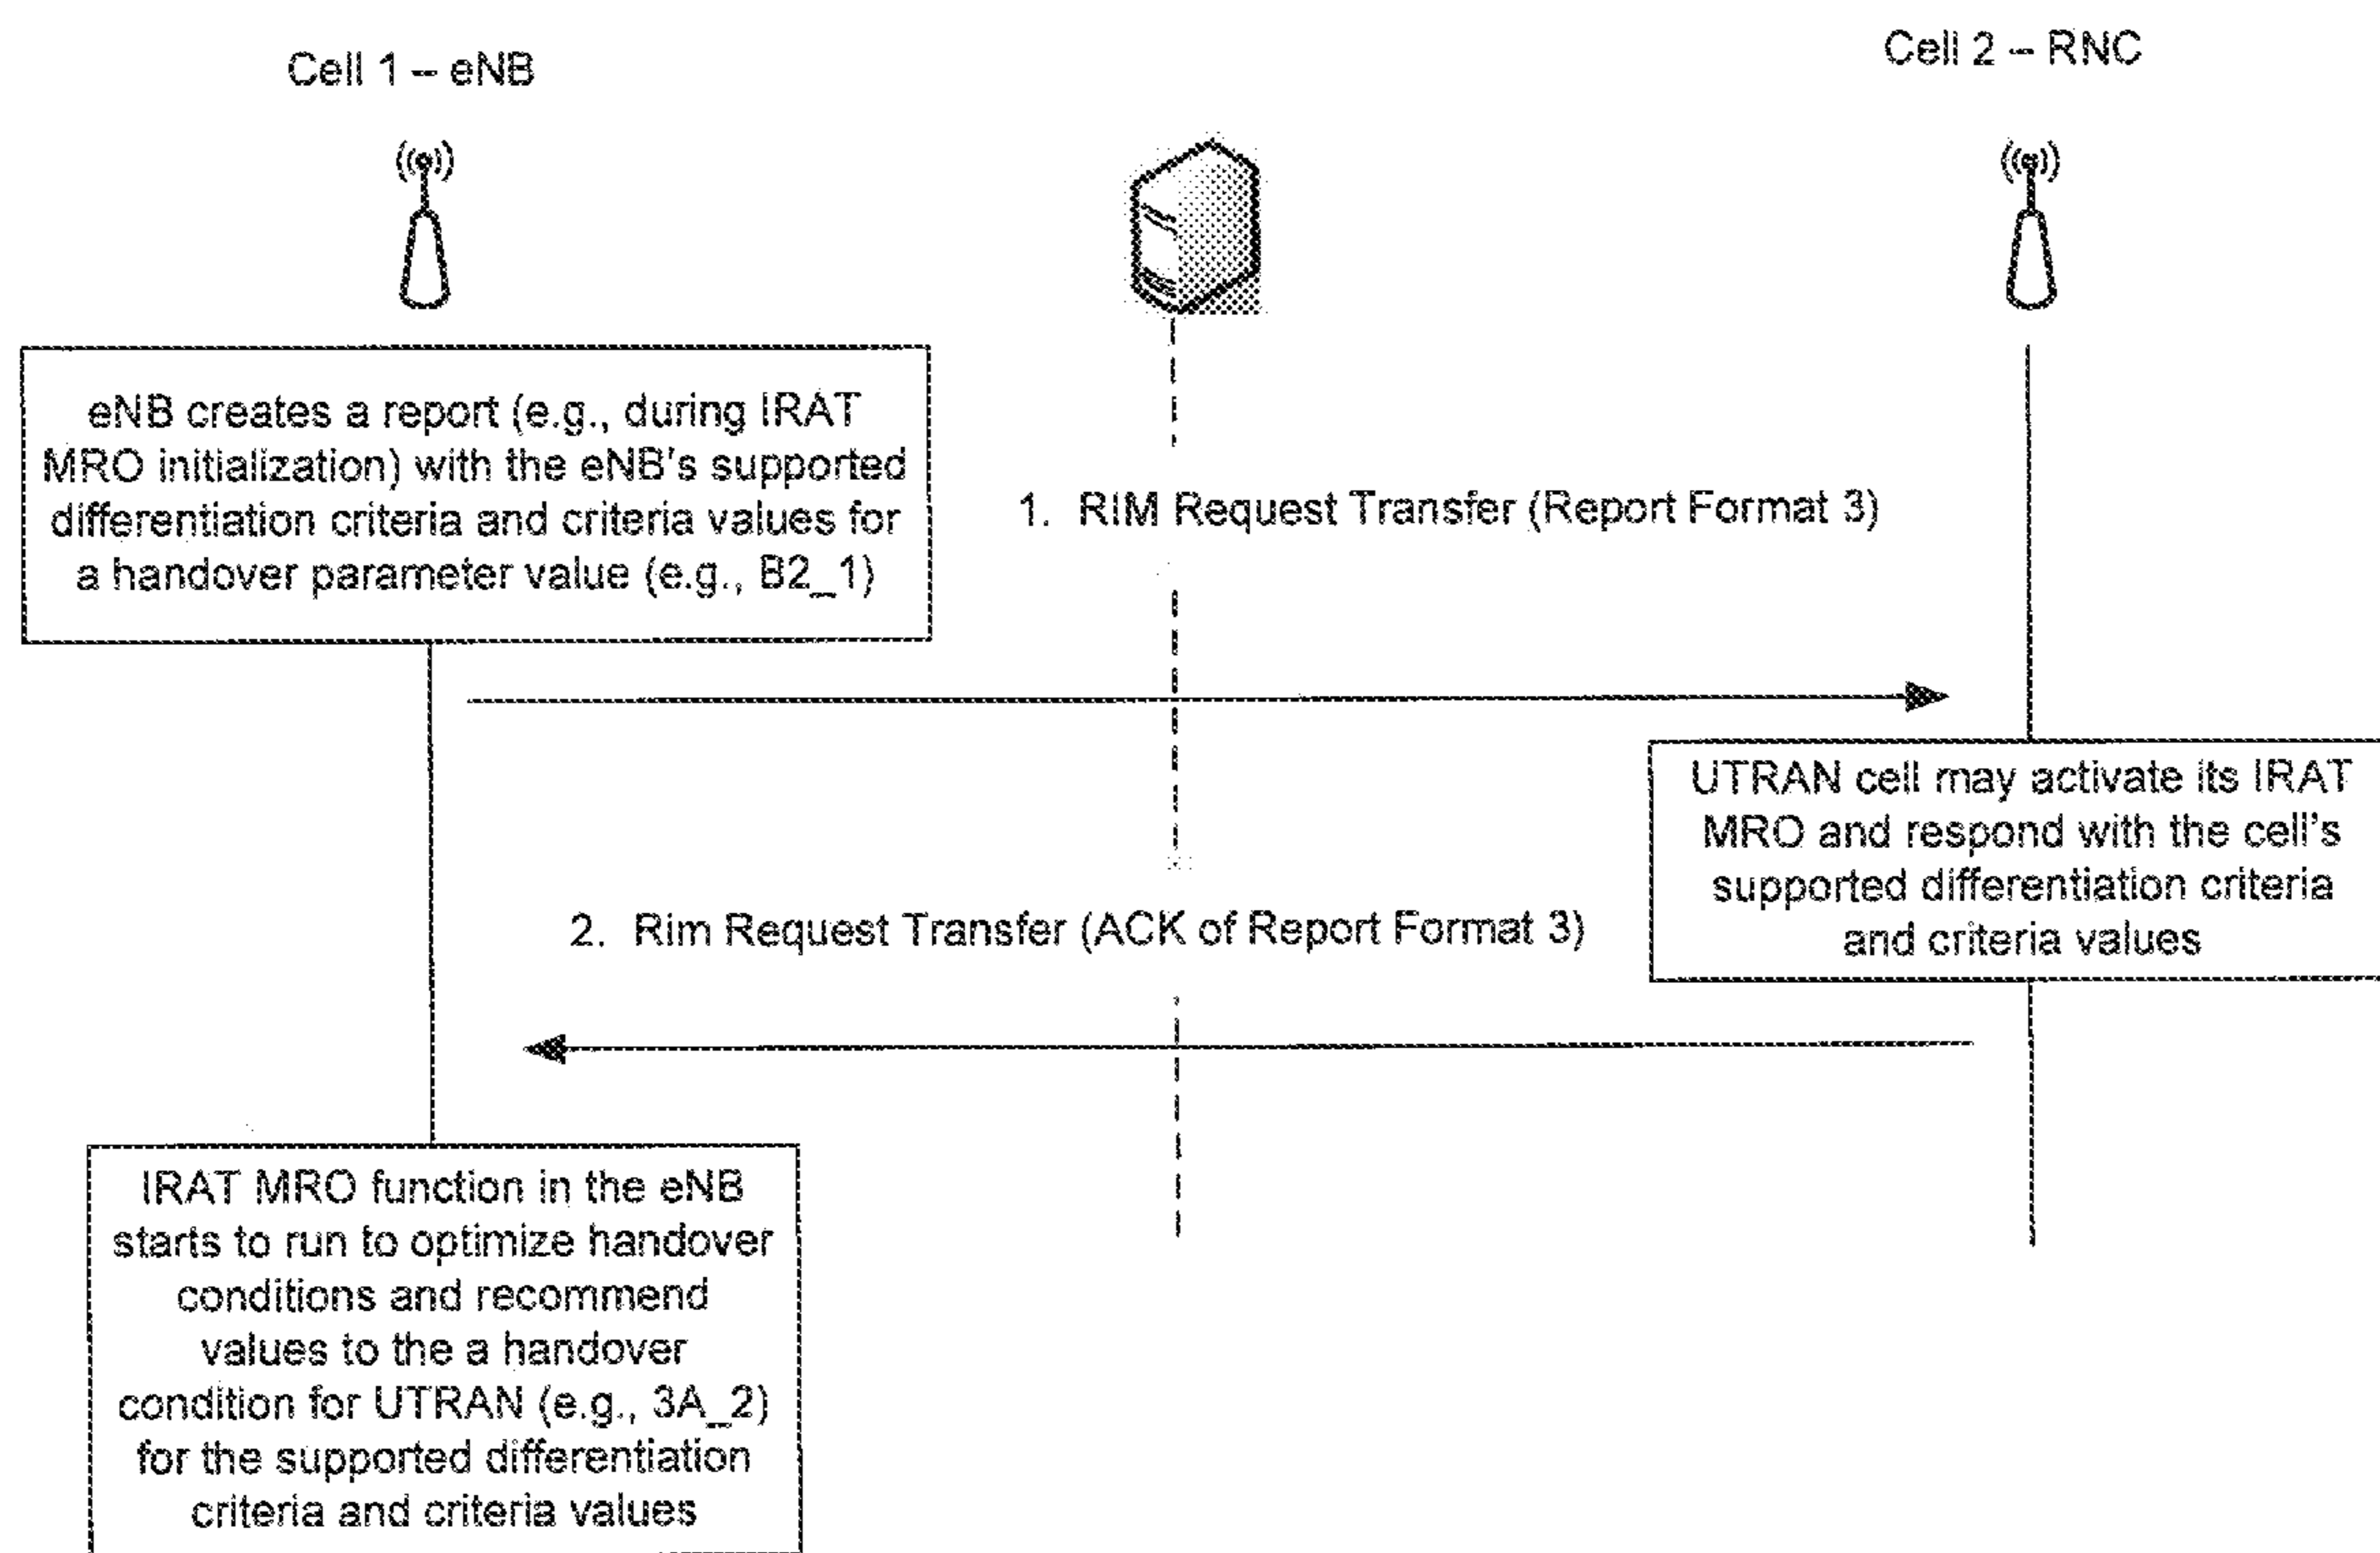 Cell 1 – eNB
Cell 2 – RNC
eNB creates a report (e.g., during IRAT
MRO initialization) with the eNB's supported
differentiation criteria and criteria values for
a handover parameter value (e.g., B2_1)
1. RIM Request Transfer (Report Format 3)
UTRAN cell may activate its IRAT
MRO and respond with the cell's
supported differentiation criteria
and criteria values
2. Rim Request Transfer (ACK of Report Format 3)
IRAT MRO function in the eNB
starts to run to optimize handover
conditions and recommend
values to the a handover
condition for UTRAN (e.g., 3A_2)
for the supported differentiation
criteria and criteria values